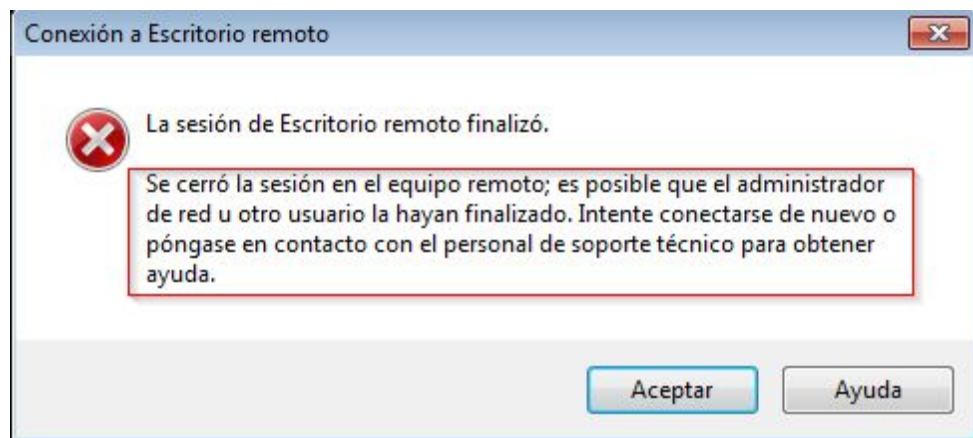 Conexión a Escritorio remoto
La sesión de Escritorio remoto finalizó.
Se cerró la sesión en el equipo remoto; es posible que el administrador
de red u otro usuario la hayan finalizado. Intente conectarse de nuevo o
póngase en contacto con el personal de soporte técnico para obtener
ayuda.
Aceptar
Ayuda